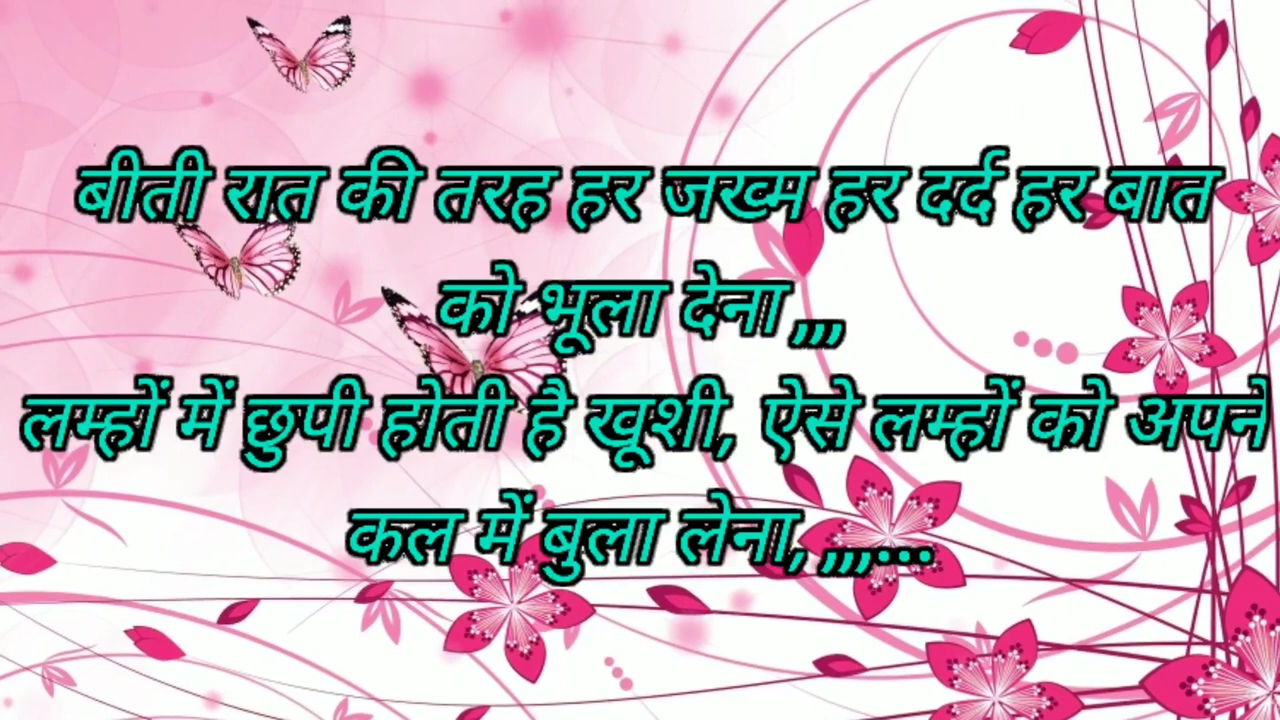 बीती रात की तरह हर जख्म हर दर्द हर बात
को भूला देना ,,,
लम्हों में छुपी होती है खूशी, ऐसे लम्हों को अपने
कल में बुला लेना, ,,,...